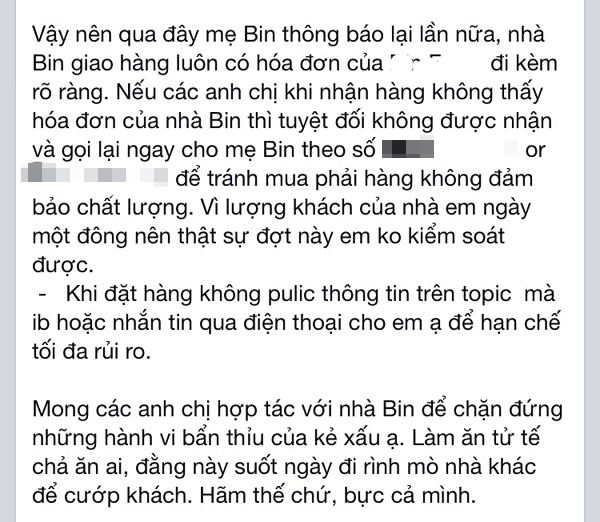 Vậy nên qua đây mẹ Bin thông báo lại lần nữa, nhà
Bin giao hàng luôn có hóa đơn của đi kèm
rõ ràng. Nếu các anh chị khi nhận hàng không thấy
hóa đơn của nhà Bin thì tuyệt đối không được nhận
và gọi lại ngay cho mẹ Bin theo số or
để tránh mua phải hàng không đảm
bảo chất lượng. Vì lượng khách của nhà em ngày
một đông nên thật sự đợt này em ko kiểm soát
được.
- Khi đặt hàng không pulic thông tin trên topic mà
ib hoặc nhắn tin qua điện thoại cho em ạ để hạn chế
tối đa rủi ro.
Mong các anh chị hợp tác với nhà Bin để chặn đứng
những hành vi bẩn thỉu của kẻ xấu ạ. Làm ăn tử tế
chả ăn ai, đằng này suốt ngày đi rình mò nhà khác
để cướp khách. Hãm thế chứ, bực cả mình.